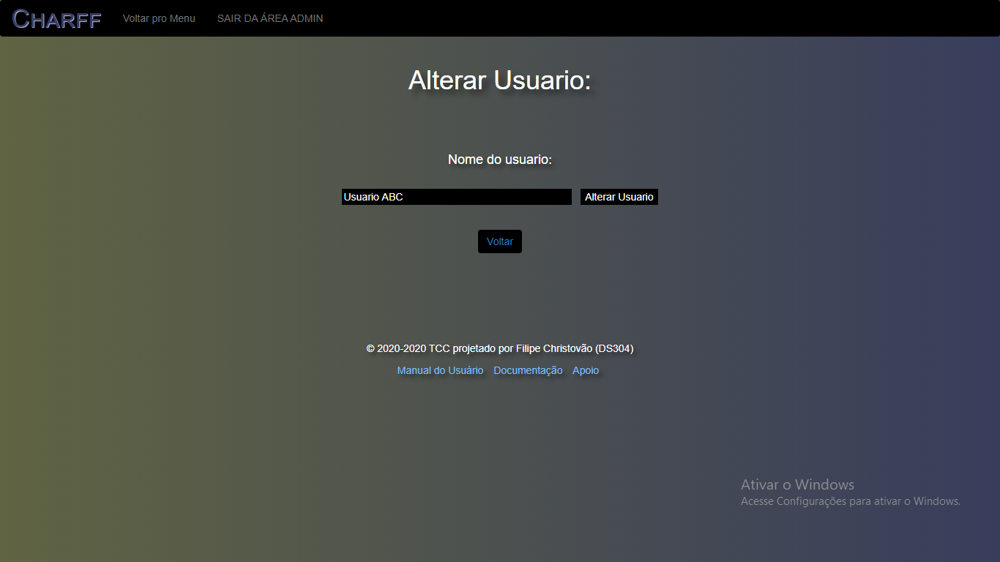 CHARFF Voltar pro Menu SAIR DA ÁREA ADMIN
Alterar Usuario:
Nome do usuario:
Usuario ABC Alterar Usuario
Voltar
© 2020-2020 TCC projetado por Filipe Christovão (DS304)
Manual do Usuário Documentação Apoio
Ativar o Windows
Acesse Configurações para ativar o Windows.